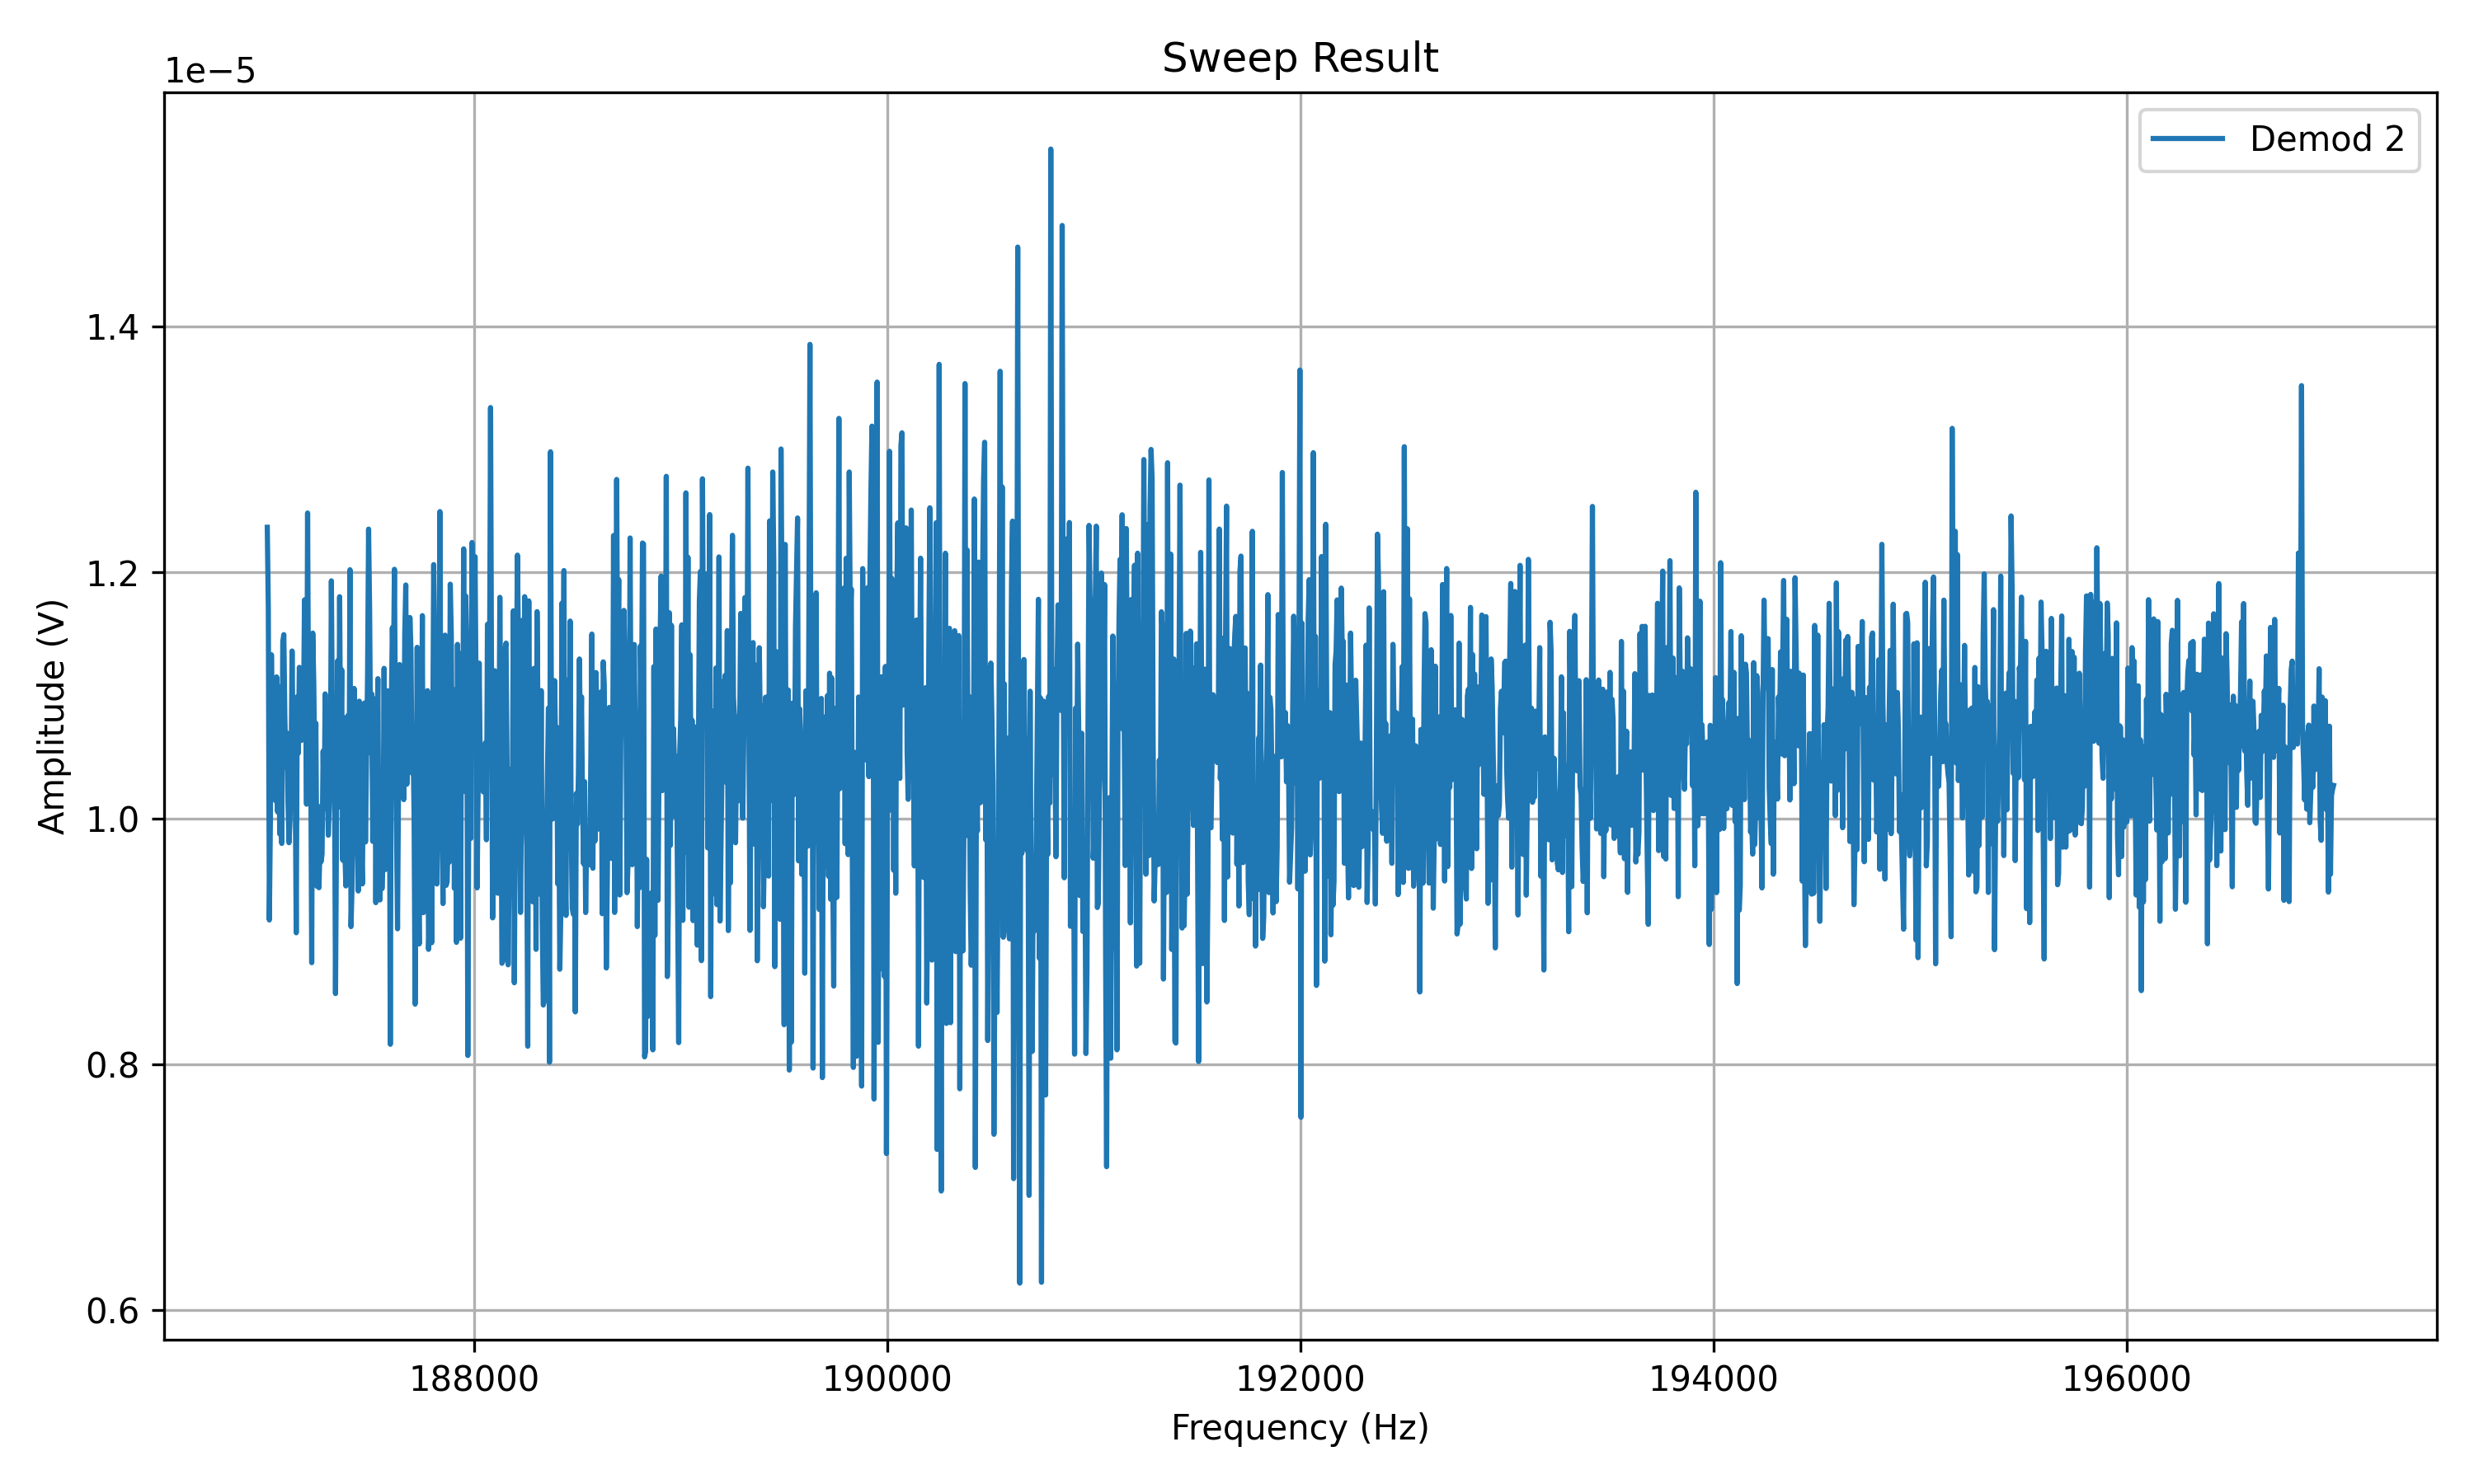 Sweep Result
1e−5
Demod 2
1.4
1.2
1.0
0.8
0.6
Amplitude (V)
188000 190000 192000 194000 196000
Frequency (Hz)